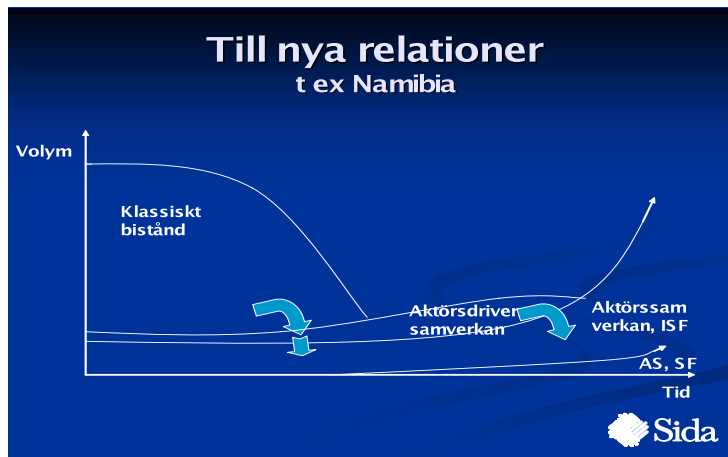 Till nya relationer
t ex Namibia
Volym
Klassiskt
bistånd
Aktörsdriven
samverkan
Aktörssam
verkan, ISF
AS, SF
Tid
Sida